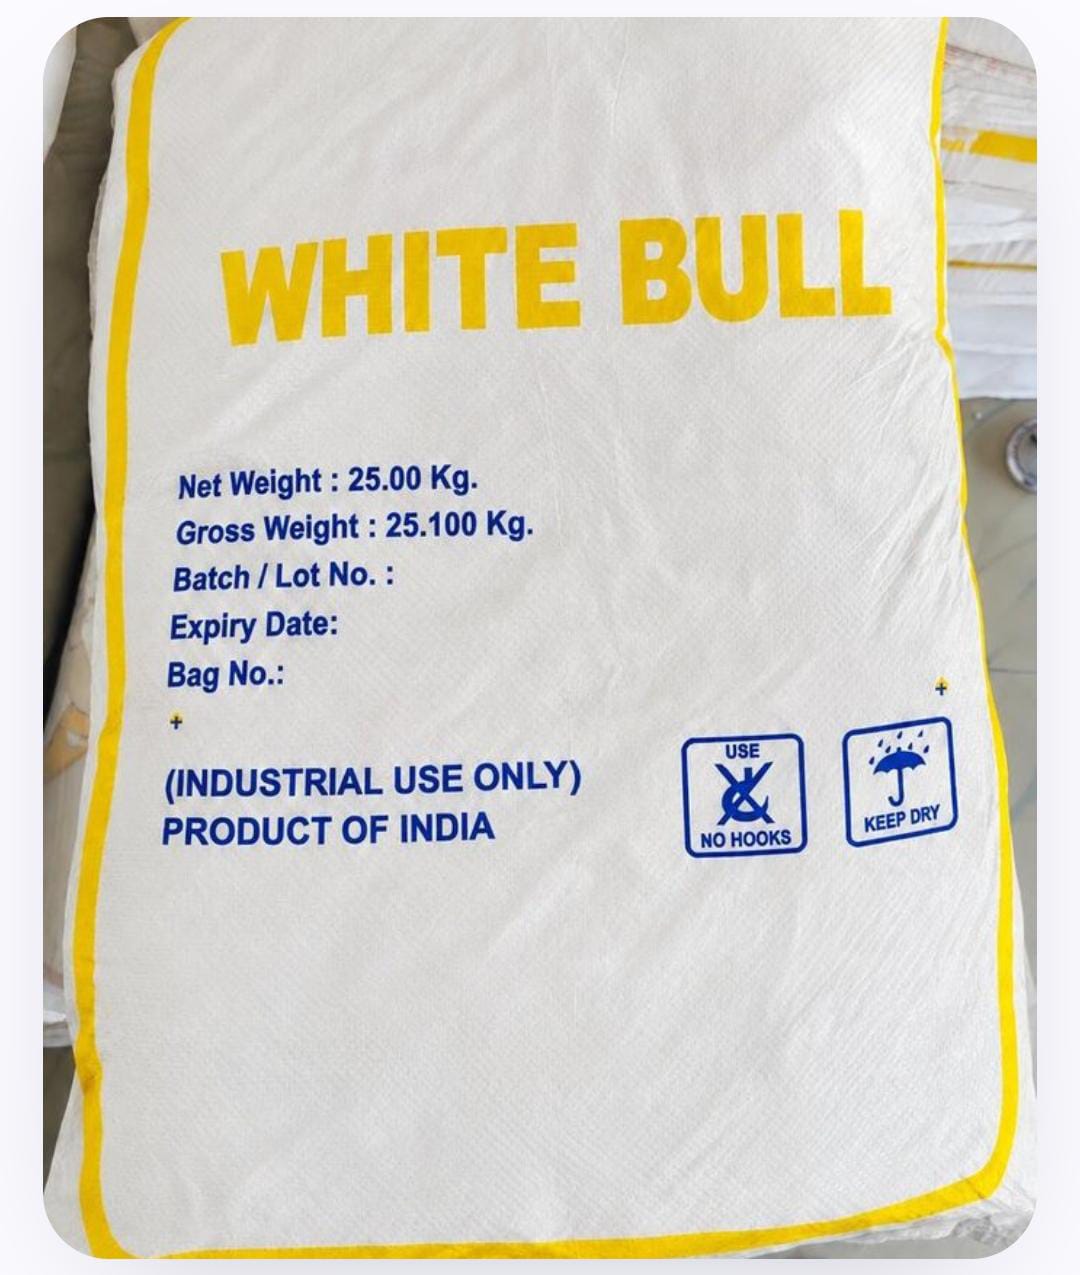 WHITE BULL
Net Weight : 25.00 Kg.
Gross Weight : 25.100 Kg.
Batch / Lot No. :
Expiry Date:
Bag No.:
(INDUSTRIAL USE ONLY)
PRODUCT OF INDIA
USE
NO HOOKS
KEEP DRY